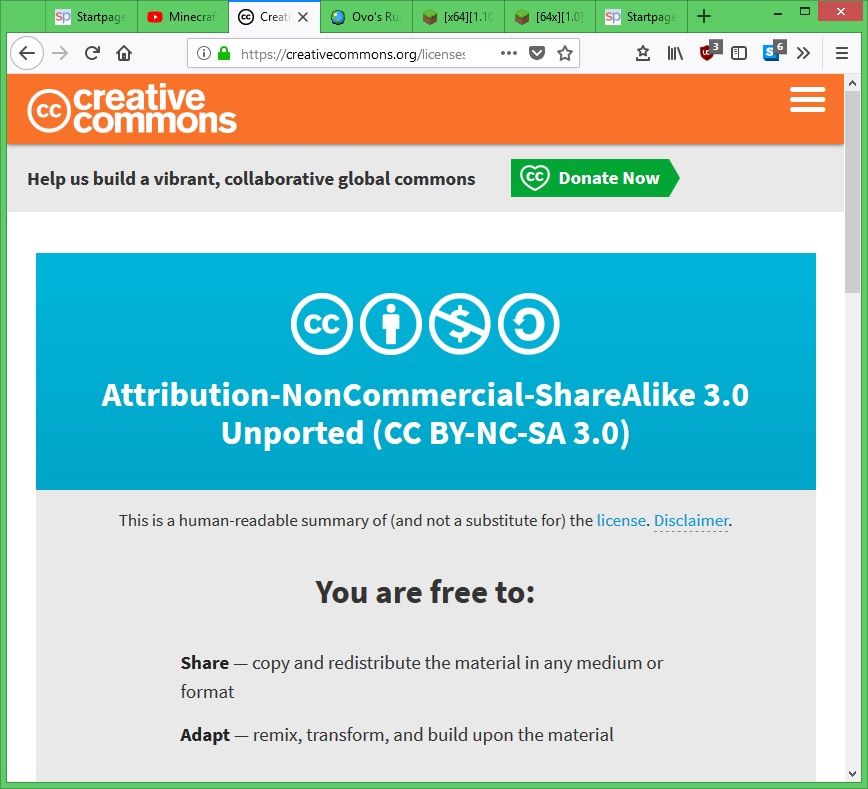 Startpage
Minecraf
Creati
Ovo's Ru
[x64][1.10
[64x][1.0]
Startpage
https://creativecommons.org/licenses
3
6
creative
commons
Help us build a vibrant, collaborative global commons
Donate Now
Attribution-NonCommercial-ShareAlike 3.0
Unported (CC BY-NC-SA 3.0)
This is a human-readable summary of (and not a substitute for) the license. Disclaimer.
You are free to:
Share — copy and redistribute the material in any medium or
format
Adapt — remix, transform, and build upon the material